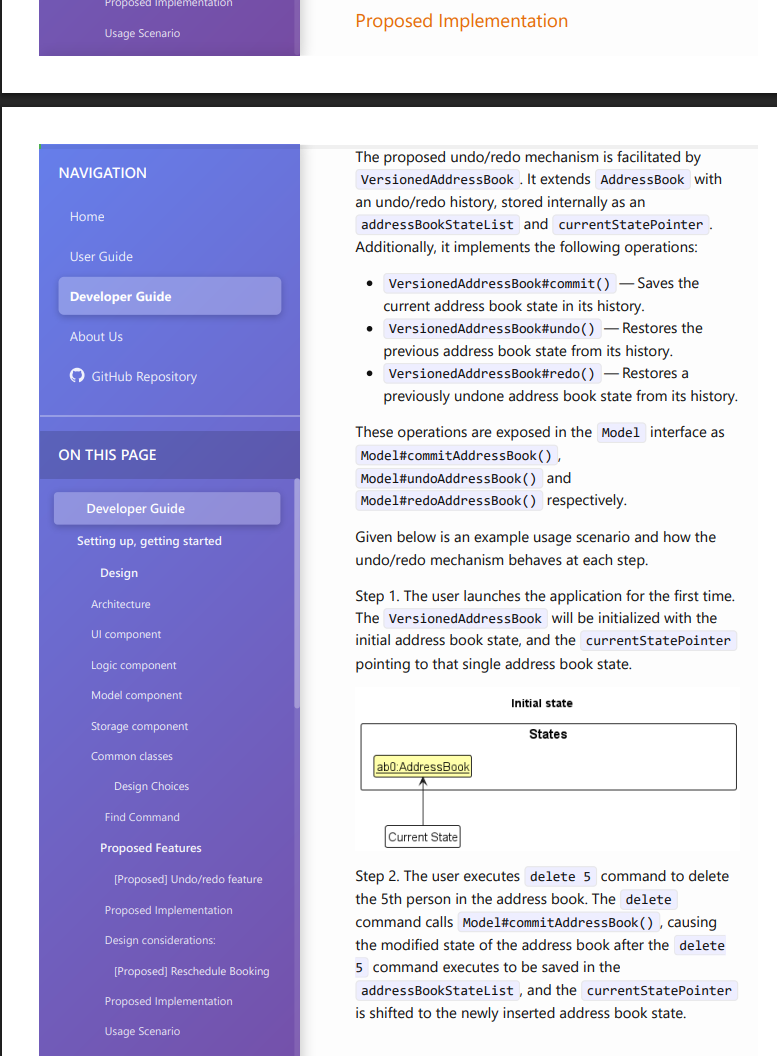 Proposed Implementation
Usage Scenario
Proposed Implementation
NAVIGATION
Home
User Guide
Developer Guide
About Us
GitHub Repository
ON THIS PAGE
Developer Guide
Setting up, getting started
Design
Architecture
UI component
Logic component
Model component
Storage component
Common classes
Design Choices
Find Command
Proposed Features
[Proposed] Undo/redo feature
Proposed Implementation
Design considerations:
[Proposed] Reschedule Booking
Proposed Implementation
Usage Scenario
The proposed undo/redo mechanism is facilitated by
VersionedAddressBook . It extends AddressBook with
an undo/redo history, stored internally as an
addressBookStateList and currentStatePointer .
Additionally, it implements the following operations:
• VersionedAddressBook#commit() — Saves the
current address book state in its history.
• VersionedAddressBook#undo() — Restores the
previous address book state from its history.
• VersionedAddressBook#redo() — Restores a
previously undone address book state from its history.
These operations are exposed in the Model interface as
Model#commitAddressBook() ,
Model#undoAddressBook() and
Model#redoAddressBook() respectively.
Given below is an example usage scenario and how the
undo/redo mechanism behaves at each step.
Step 1. The user launches the application for the first time.
The VersionedAddressBook will be initialized with the
initial address book state, and the currentStatePointer
pointing to that single address book state.
Initial state
States
ab0:AddressBook
Current State
Step 2. The user executes delete 5 command to delete
the 5th person in the address book. The delete
command calls Model#commitAddressBook() , causing
the modified state of the address book after the delete
5 command executes to be saved in the
addressBookStateList , and the currentStatePointer
is shifted to the newly inserted address book state.